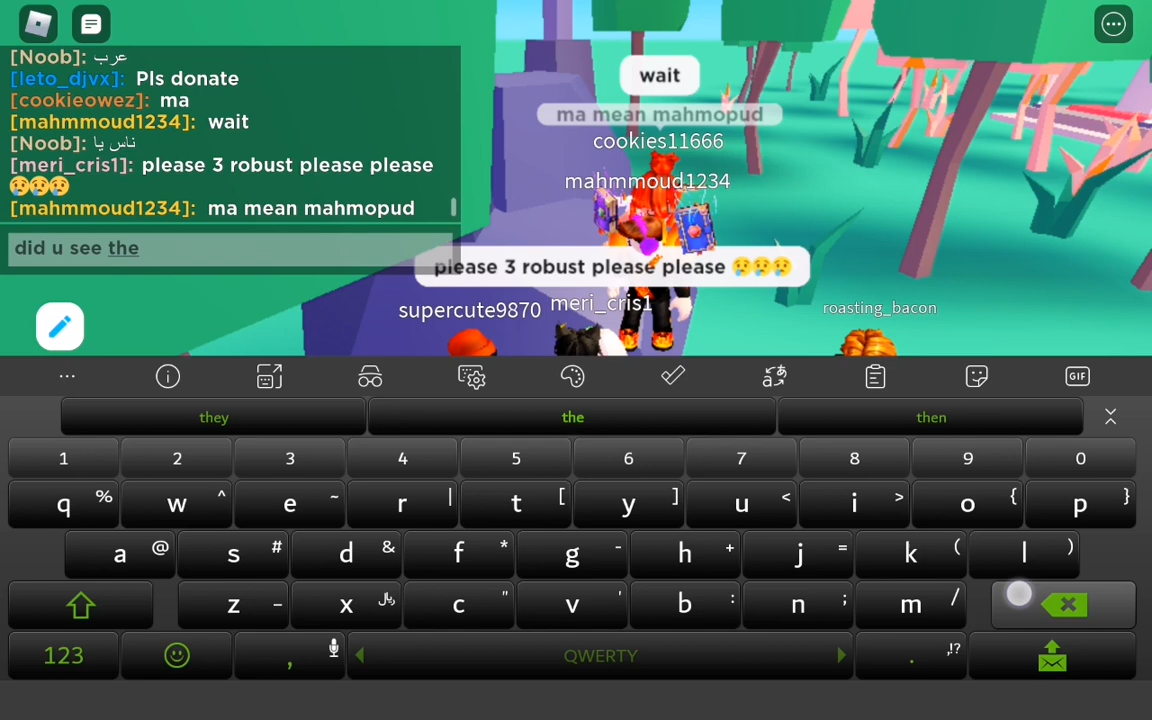 [Noob]: عرب
[leto_djvx]: Pls donate
[cookieowez]: ma
[mahmmoud1234]: wait
[Noob]: ناس يا
[meri_cris1]: please 3 robust please please
😢😢😢
[mahmmoud1234]: ma mean mahmopud
did u see the
wait
ma mean mahmopud
cookies11666
mahmmoud1234
please 3 robust please please 😢😢😢
supercute9870
meri_cris1
roasting_bacon
GIF
they the then
1 2 3 4 5 6 7 8 9 0
q % w ^ e ~ r | t [ y ] u < i > o { p }
a @ s # d & f * g - h + j = k ( l )
z _ x ﷼ c " v ' b : n ; m /
123 , QWERTY . ,!?